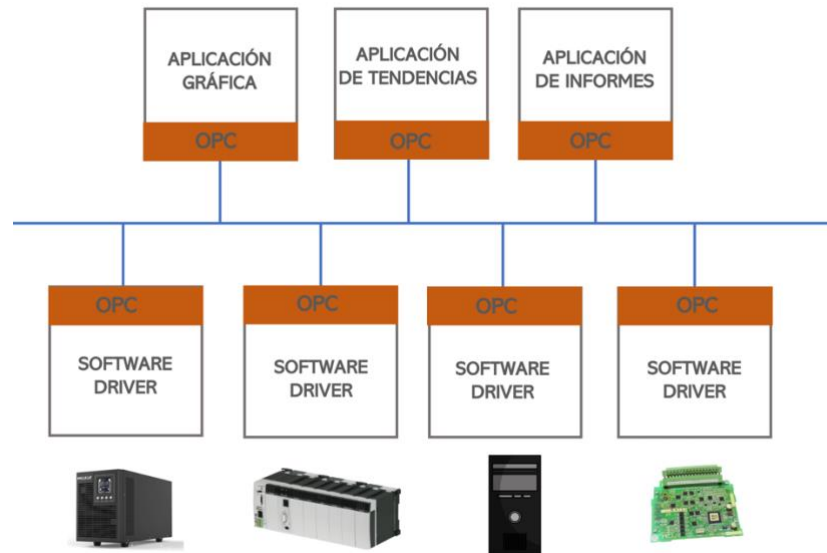 APLICACIÓN
GRÁFICA
OPC
APLICACIÓN
DE TENDENCIAS
OPC
APLICACIÓN
DE INFORMES
OPC
OPC
SOFTWARE
DRIVER
OPC
SOFTWARE
DRIVER
OPC
SOFTWARE
DRIVER
OPC
SOFTWARE
DRIVER